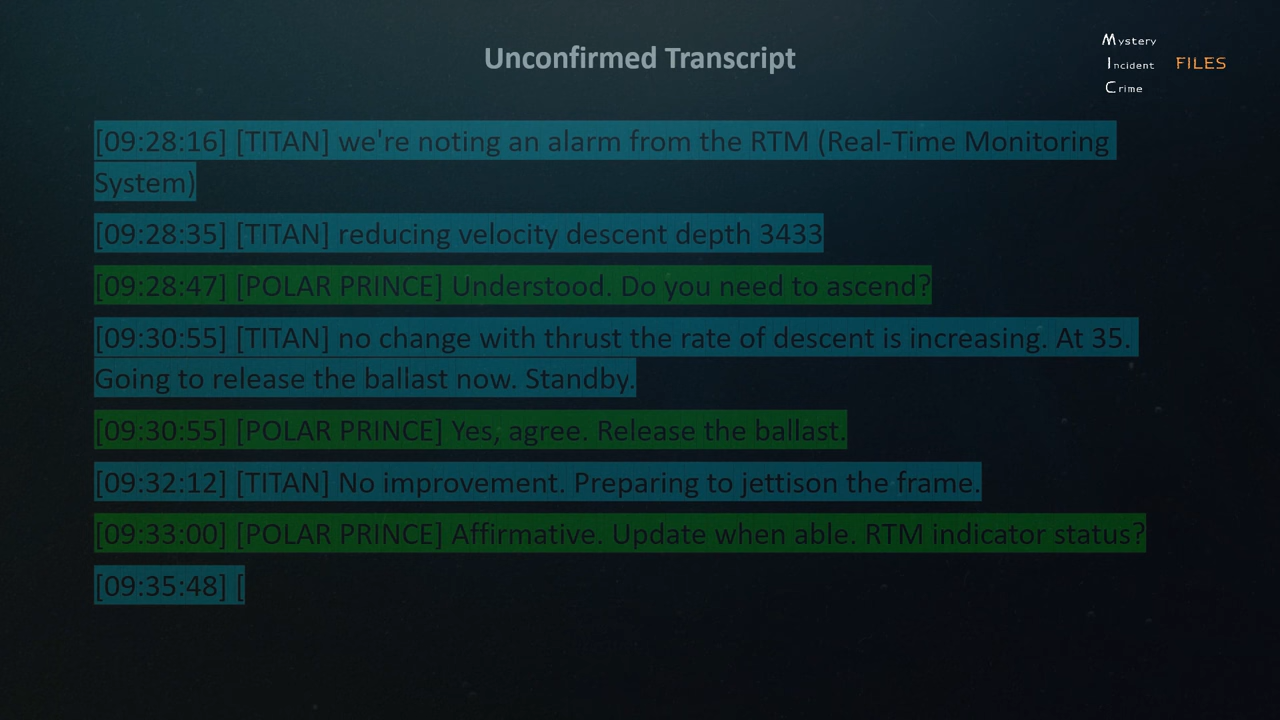 Unconfirmed Transcript
Mystery
Incident FILES
Crime
[09:28:16] [TITAN] we're noting an alarm from the RTM (Real-Time Monitoring
System)
[09:28:35] [TITAN] reducing velocity descent depth 3433
[09:28:47] [POLAR PRINCE] Understood. Do you need to ascend?
[09:30:55] [TITAN] no change with thrust the rate of descent is increasing. At 35.
Going to release the ballast now. Standby.
[09:30:55] [POLAR PRINCE] Yes, agree. Release the ballast.
[09:32:12] [TITAN] No improvement. Preparing to jettison the frame.
[09:33:00] [POLAR PRINCE] Affirmative. Update when able. RTM indicator status?
[09:35:48] [